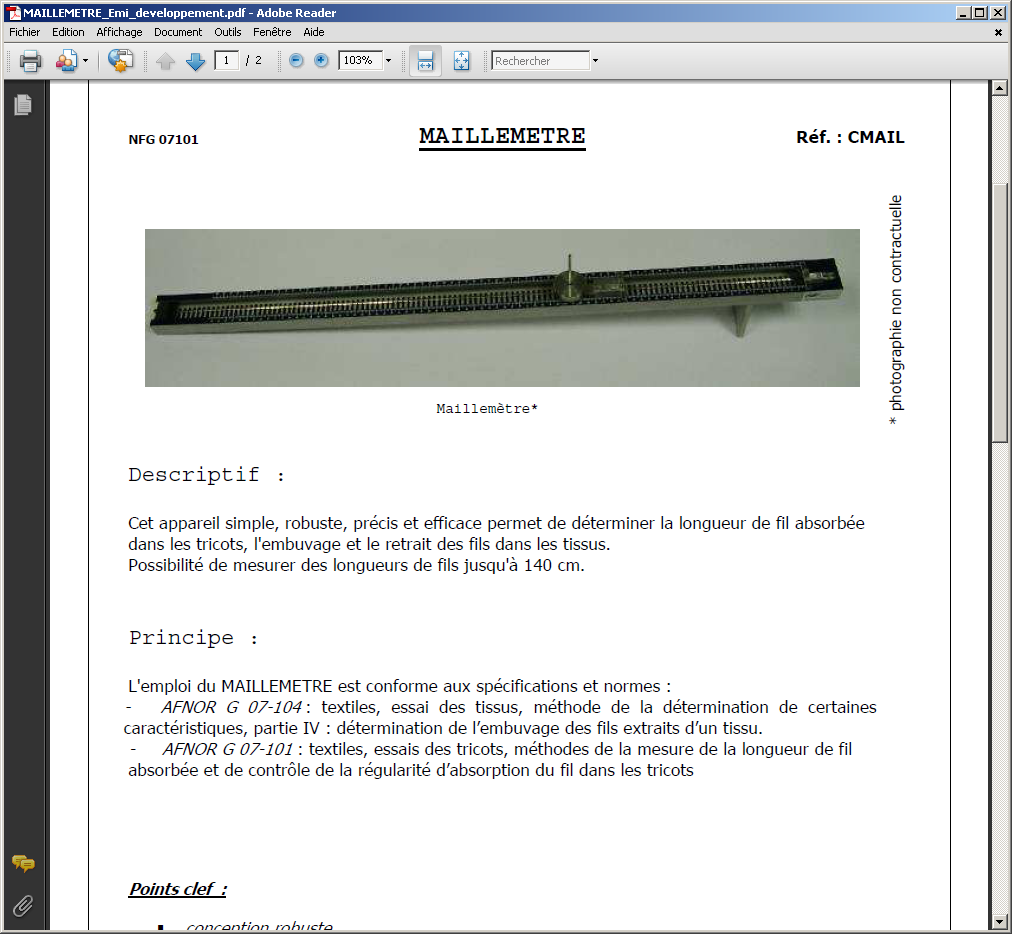 MAILLEMETRE_Emi_developpement.pdf - Adobe Reader
Fichier Edition Affichage Document Outils Fenêtre Aide
1 / 2 103% Rechercher
NFG 07101 MAILLEMETRE Réf. : CMAIL
* photographie non contractuelle
Maillemètre*
Descriptif :
Cet appareil simple, robuste, précis et efficace permet de déterminer la longueur de fil absorbée
dans les tricots, l'embuvage et le retrait des fils dans les tissus.
Possibilité de mesurer des longueurs de fils jusqu'à 140 cm.
Principe :
L'emploi du MAILLEMETRE est conforme aux spécifications et normes :
- AFNOR G 07-104 : textiles, essai des tissus, méthode de la détermination de certaines
caractéristiques, partie IV : détermination de l’embuvage des fils extraits d’un tissu.
- AFNOR G 07-101 : textiles, essais des tricots, méthodes de la mesure de la longueur de fil
absorbée et de contrôle de la régularité d’absorption du fil dans les tricots
Points clef :
▪ conception robuste